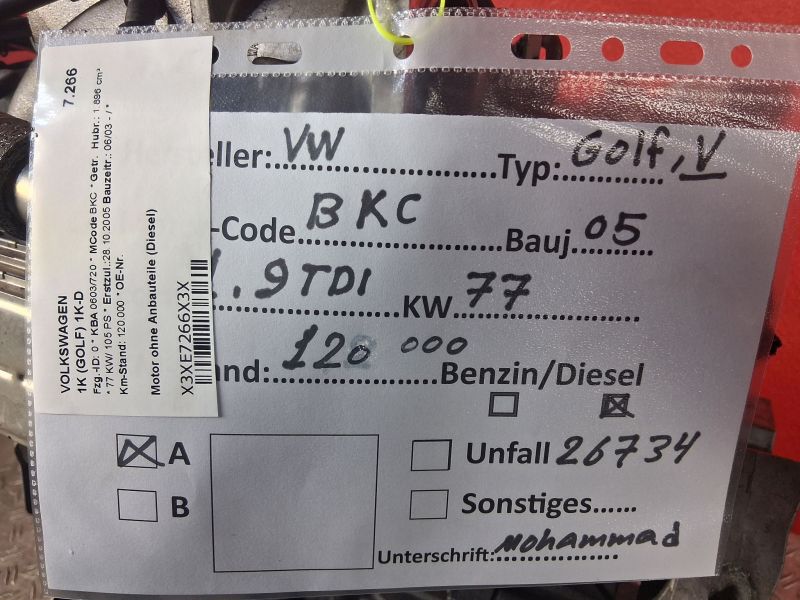 7.266
VOLKSWAGEN
1K (GOLF) 1K-D
Fzg.-ID: 0 * KBA 0603/720 * MCode BKC * Getr. Hubr.: 1.896 cm³
* 77 KW/ 105 PS * Erstzul.:28.10.2005 Bauzeitr.: 06/03 - / *
Km-Stand: 120 000 * OE-Nr.
Motor ohne Anbauteile (Diesel)
X3XE7266X3X
eller: VW Typ: Golf, V
-Code BKC Bauj. 05
1.9 TDI KW 77
and: 120 000 Benzin/Diesel
A Unfall 26734
B Sonstiges......
Unterschrift: Mohammad